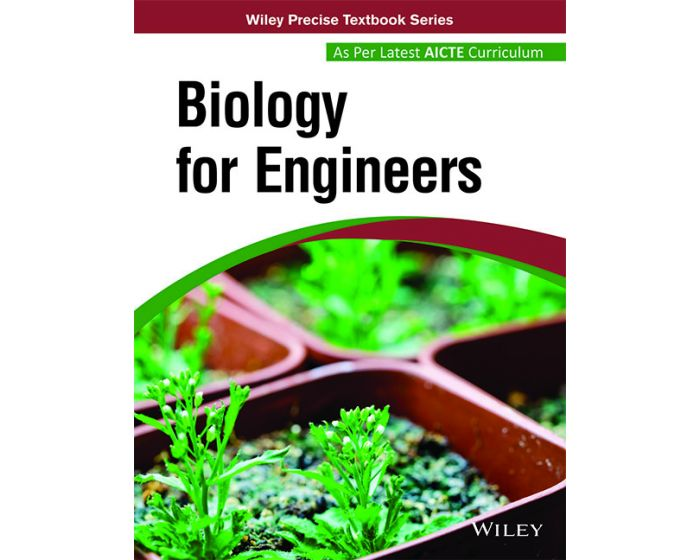 Wiley Precise Textbook Series
As Per Latest AICTE Curriculum
Biology
for Engineers
WILEY